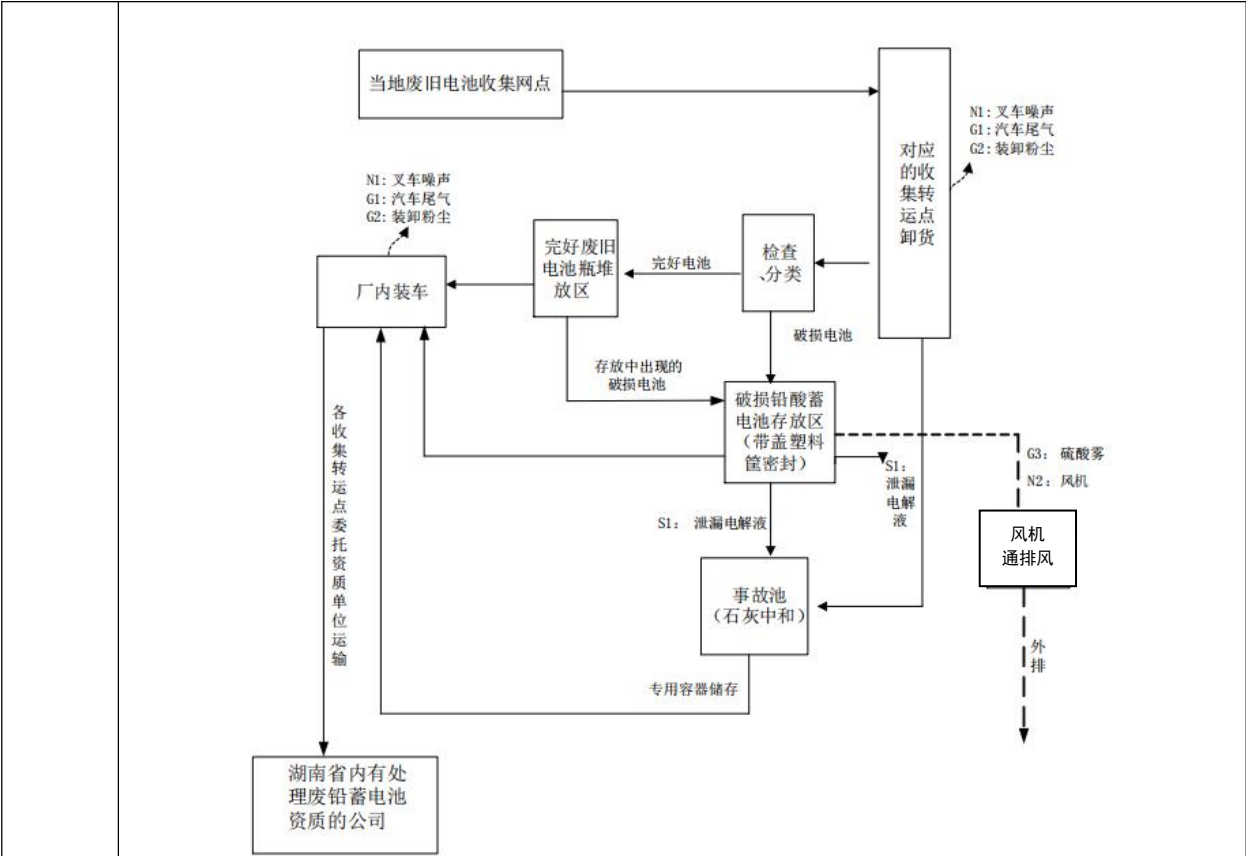 当地废旧电池收集网点
对应
的收
集转
运点
卸货
N1：叉车噪声
G1：汽车尾气
G2：装卸粉尘
N1：叉车噪声
G1：汽车尾气
G2：装卸粉尘
厂内装车
完好废旧
电池瓶堆
放区
完好电池
检查
、分类
破损电池
存放中出现的
破损电池
破损铅酸蓄
电池存放区
（带盖塑料
筐密封）
G3： 硫酸雾
N2：风机
S1：
泄漏
电解
液
S1： 泄漏电解液
风机
通排风
外
排
事故池
（石灰中和）
专用容器储存
各
收
集
转
运
点
委
托
资
质
单
位
运
输
湖南省内有处
理废铅蓄电池
资质的公司